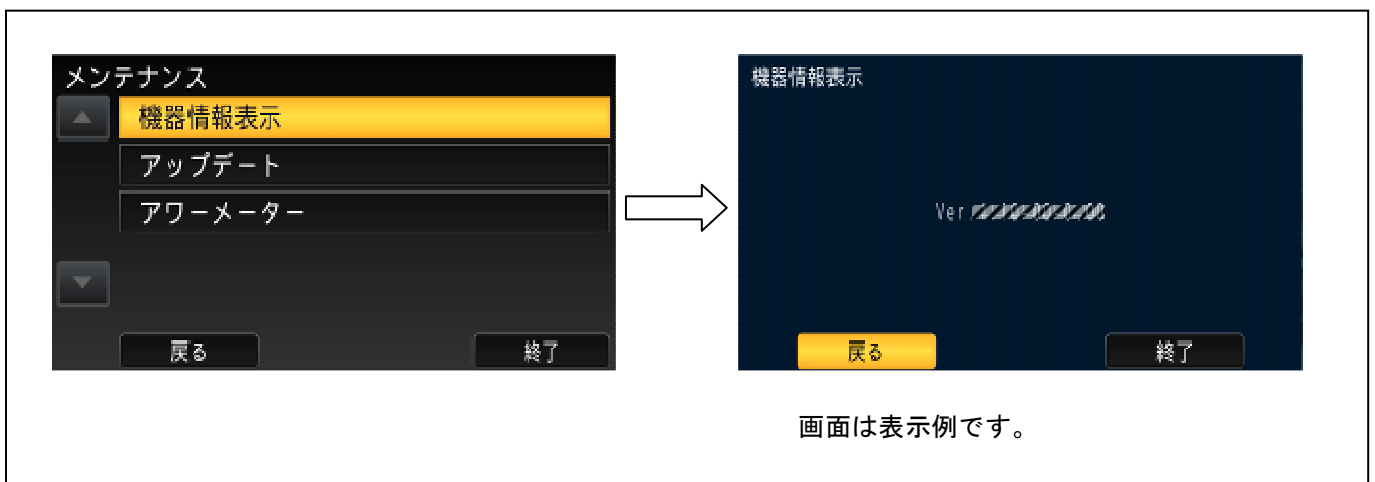 メンテナンス
機器情報表示
アップデート
アワーメーター
戻る
終了
機器情報表示
Ver
戻る
終了
画面は表示例です。